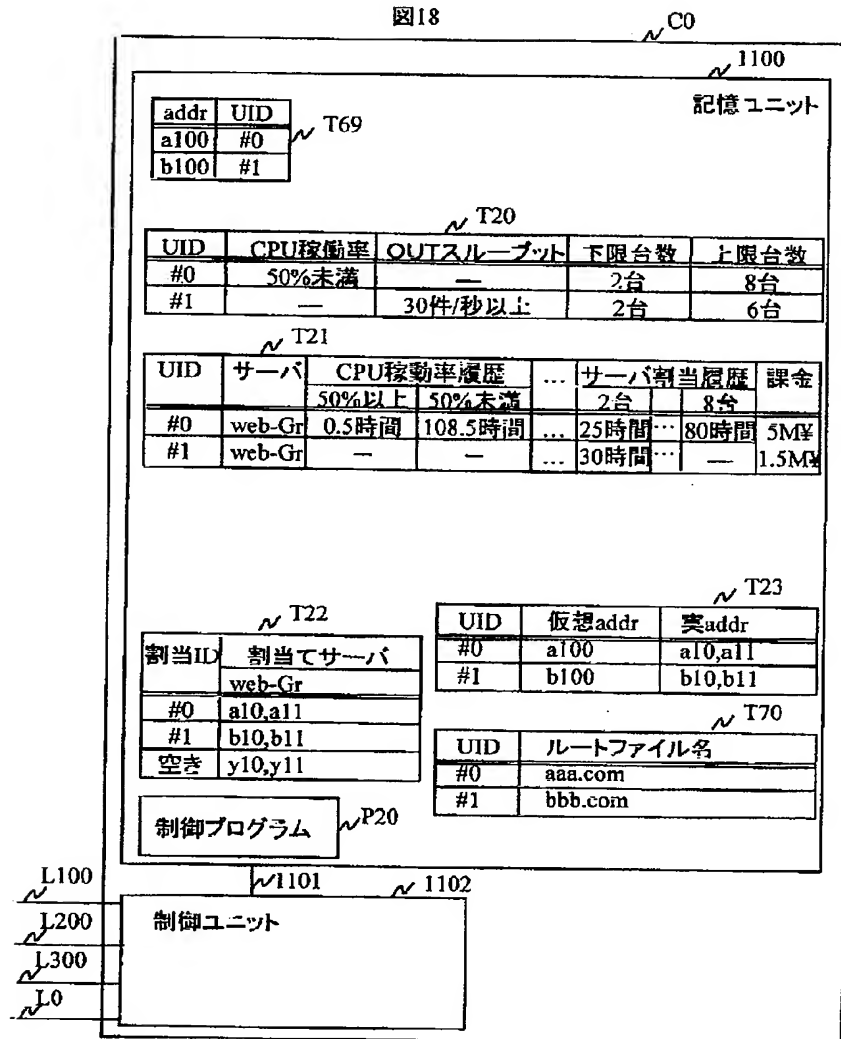 図18
C0
1100
記憶ユニット
addr UID
T69
a100 #0
b100 #1
T20
UID CPU稼働率 OUTスループット 下限台数 上限台数
#0 50%未満 — 2台 8台
#1 — 30件/秒以上 2台 6台
T21
UID サーバ CPU稼動率履歴 … サーバ割当履歴 課金
50%以上 50%未満 2台 8台
#0 web-Gr 0.5時間 108.5時間 … 25時間 … 80時間 5M¥
#1 web-Gr — — … 30時間 … — 1.5M¥
T22
割当ID 割当てサーバ
web-Gr
#0 a10,a11
#1 b10,b11
空き y10,y11
T23
UID 仮想addr 実addr
#0 a100 a10,a11
#1 b100 b10,b11
T70
UID ルートファイル名
#0 aaa.com
#1 bbb.com
制御プログラム
P20
1101
1102
制御ユニット
L100
L200
L300
L0